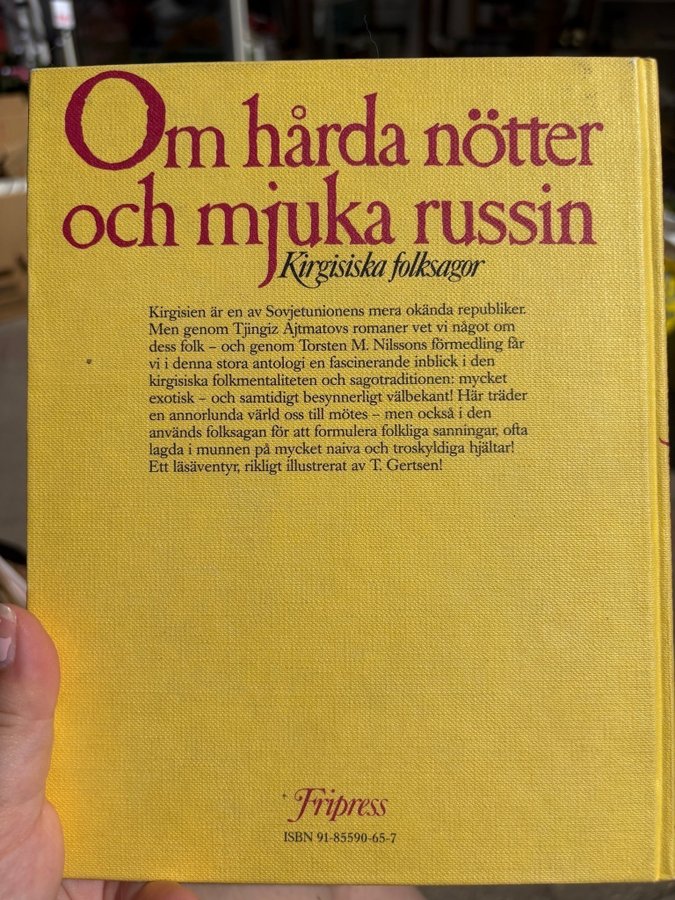 Om hårda nötter
och mjuka russin
Kirgisiska folksagor
Kirgisien är en av Sovjetunionens mera okända republiker.
Men genom Tjingiz Ajtmatovs romaner vet vi något om
dess folk – och genom Torsten M. Nilssons förmedling får
vi i denna stora antologi en fascinerande inblick i den
kirgisiska folkmentaliteten och sagotraditionen: mycket
exotisk – och samtidigt besynnerligt välbekant! Här träder
en annorlunda värld oss till mötes – men också i den
används folksagan för att formulera folkliga sanningar, ofta
lagda i munnen på mycket naiva och troskyldiga hjältar!
Ett läsäventyr, rikligt illustrerat av T. Gertsen!
Fripress
ISBN 91-85590-65-7